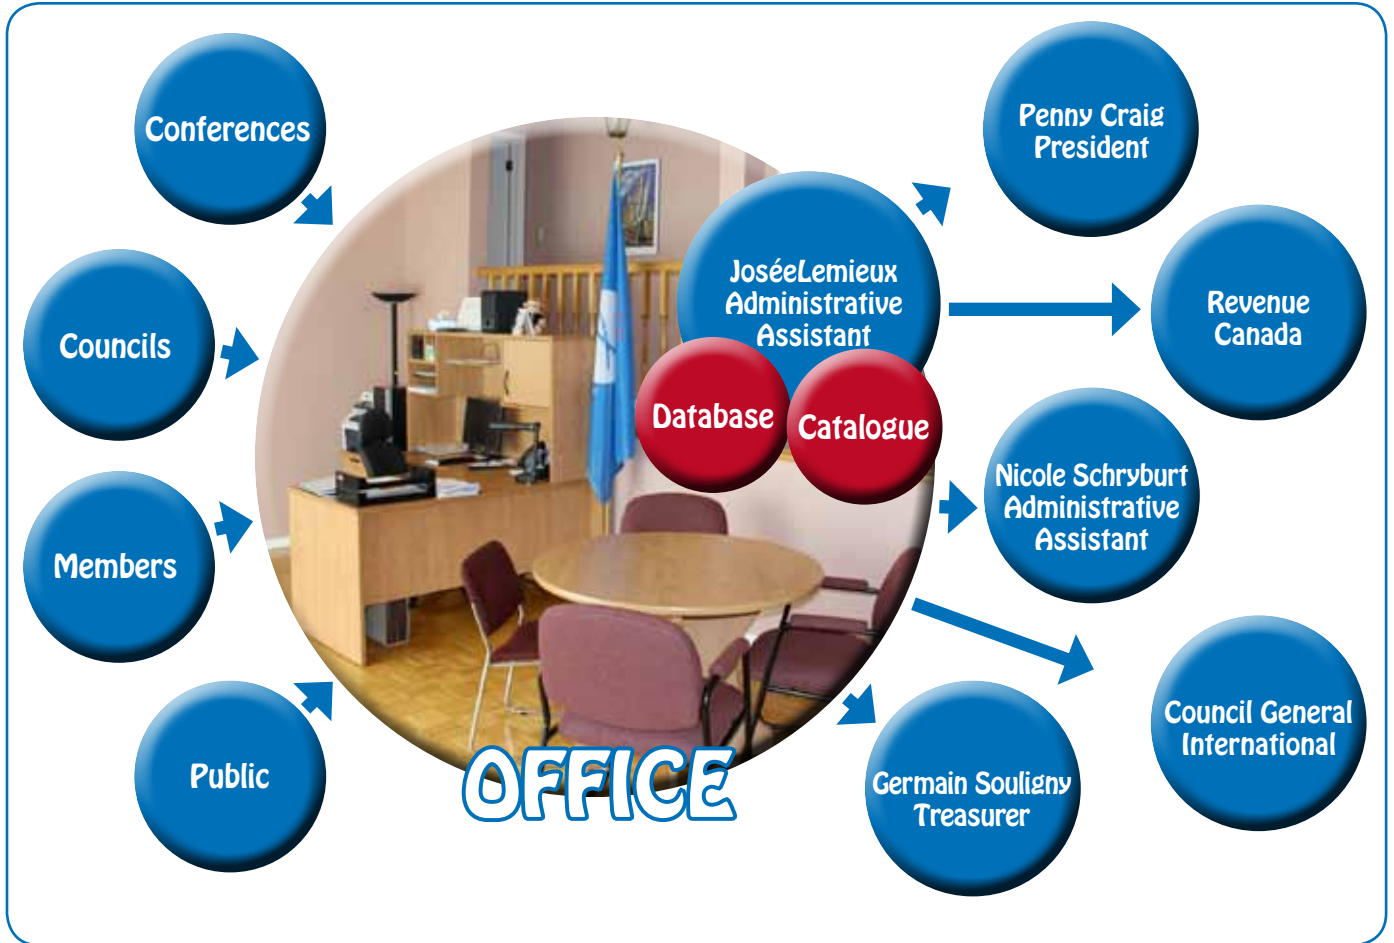 Conferences
Councils
Members
Public
JoséeLemieux
Administrative
Assistant
Database
Catalogue
OFFICE
Penny Craig
President
Revenue
Canada
Nicole Schryburt
Administrative
Assistant
Council General
International
Germain Souligny
Treasurer